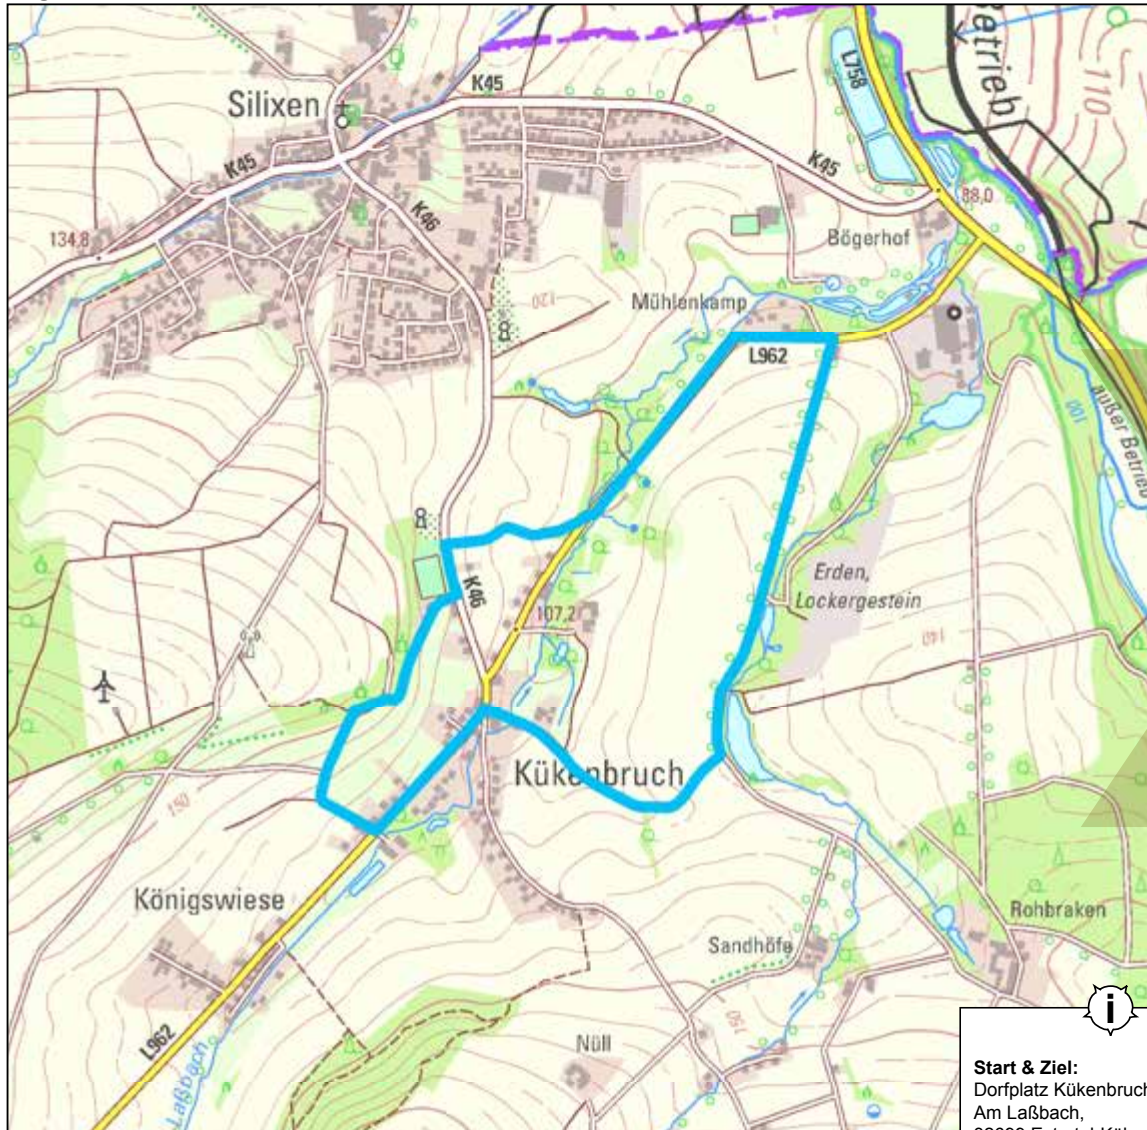 Betrieb
110
L758
K45
Silixen
K45
K45
K46
88,0
134,8
Bögerhof
Mühlenkamp
120
L962
außer Betrieb
100
K46
Erden,
Lockergestein
107,2
140
Kükenbruch
150
Königswiese
Rohbraken
Sandhöfe
L962
Laßbach
Nüll
150
i
Start & Ziel:
Dorfplatz Kükenbruch
Am Laßbach,